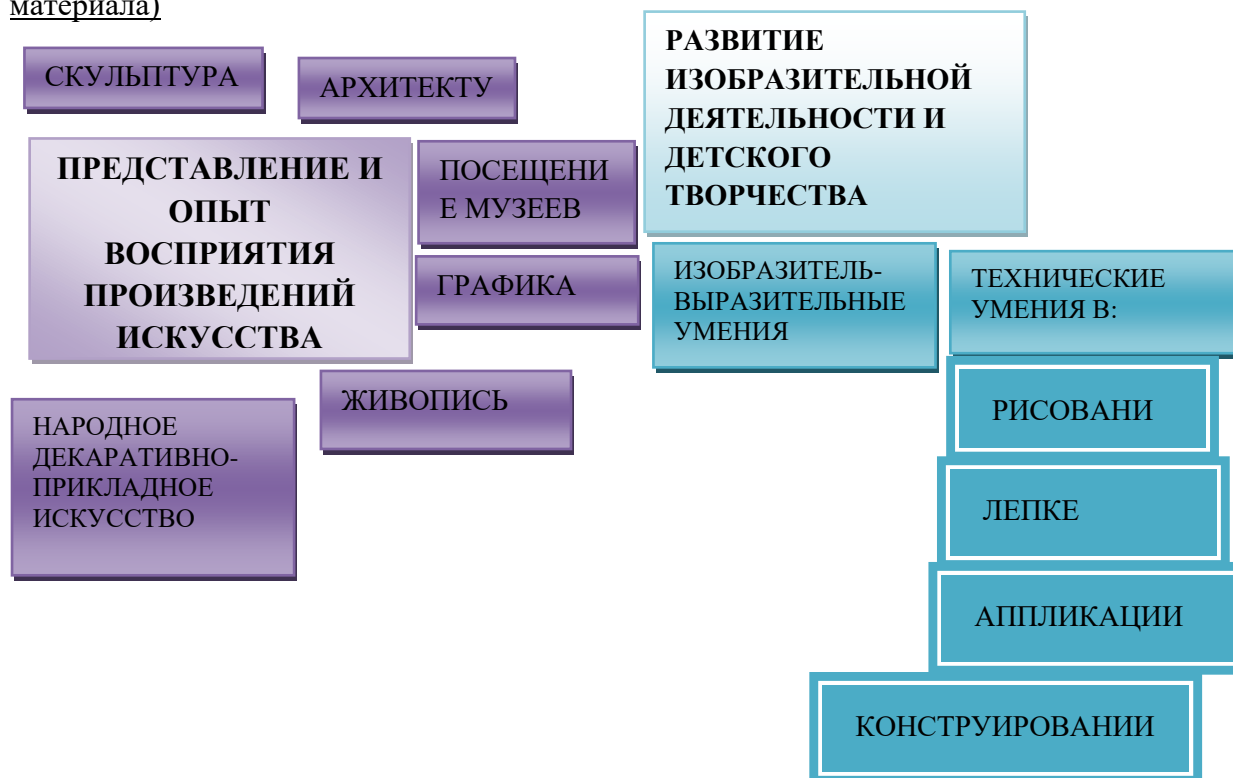 материала)
СКУЛЬПТУРА
АРХИТЕКТУ
ПРЕДСТАВЛЕНИЕ И
ОПЫТ
ВОСПРИЯТИЯ
ПРОИЗВЕДЕНИЙ
ИСКУССТВА
ПОСЕЩЕНИ
Е МУЗЕЕВ
ГРАФИКА
ЖИВОПИСЬ
НАРОДНОЕ
ДЕКАРАТИВНО-
ПРИКЛАДНОЕ
ИСКУССТВО
РАЗВИТИЕ
ИЗОБРАЗИТЕЛЬНОЙ
ДЕЯТЕЛЬНОСТИ И
ДЕТСКОГО
ТВОРЧЕСТВА
ИЗОБРАЗИТЕЛЬ-
ВЫРАЗИТЕЛЬНЫЕ
УМЕНИЯ
ТЕХНИЧЕСКИЕ
УМЕНИЯ В:
РИСОВАНИ
ЛЕПКЕ
АППЛИКАЦИИ
КОНСТРУИРОВАНИИ